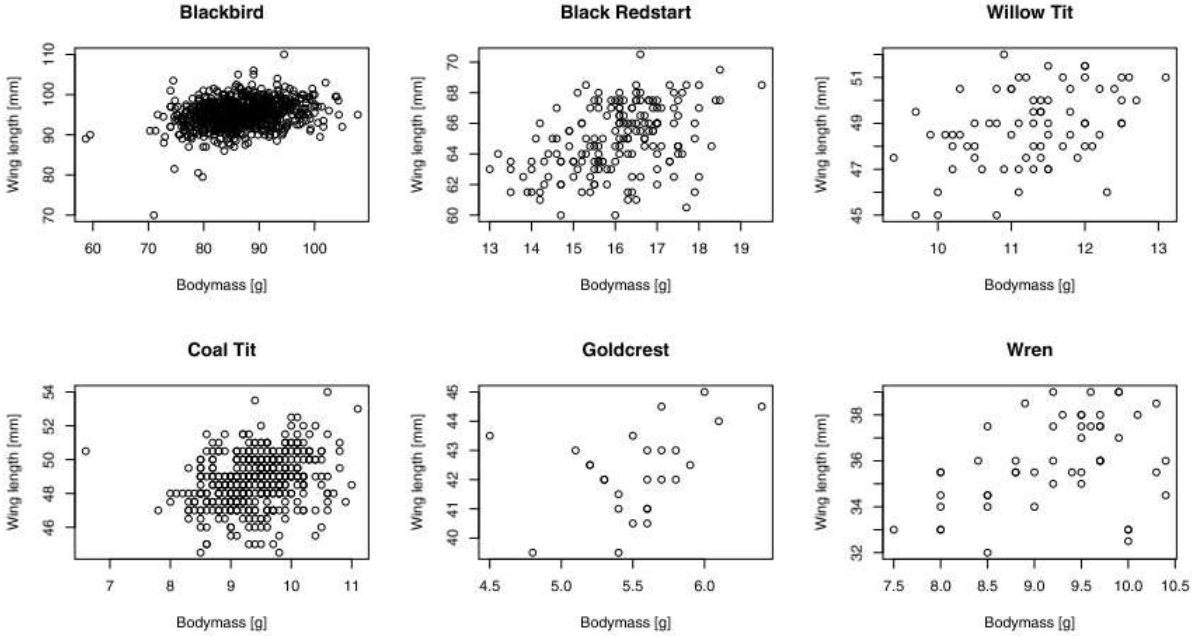 Blackbird
Wing length [mm]
70 80 90 100 110
60 70 80 90 100
Bodymass [g]
Black Redstart
Wing length [mm]
60 62 64 66 68 70
13 14 15 16 17 18 19
Bodymass [g]
Willow Tit
Wing length [mm]
45 47 49 51
10 11 12 13
Bodymass [g]
Coal Tit
Wing length [mm]
46 48 50 52 54
7 8 9 10 11
Bodymass [g]
Goldcrest
Wing length [mm]
40 41 42 43 44 45
4.5 5.0 5.5 6.0
Bodymass [g]
Wren
Wing length [mm]
32 34 36 38
7.5 8.0 8.5 9.0 9.5 10.0 10.5
Bodymass [g]